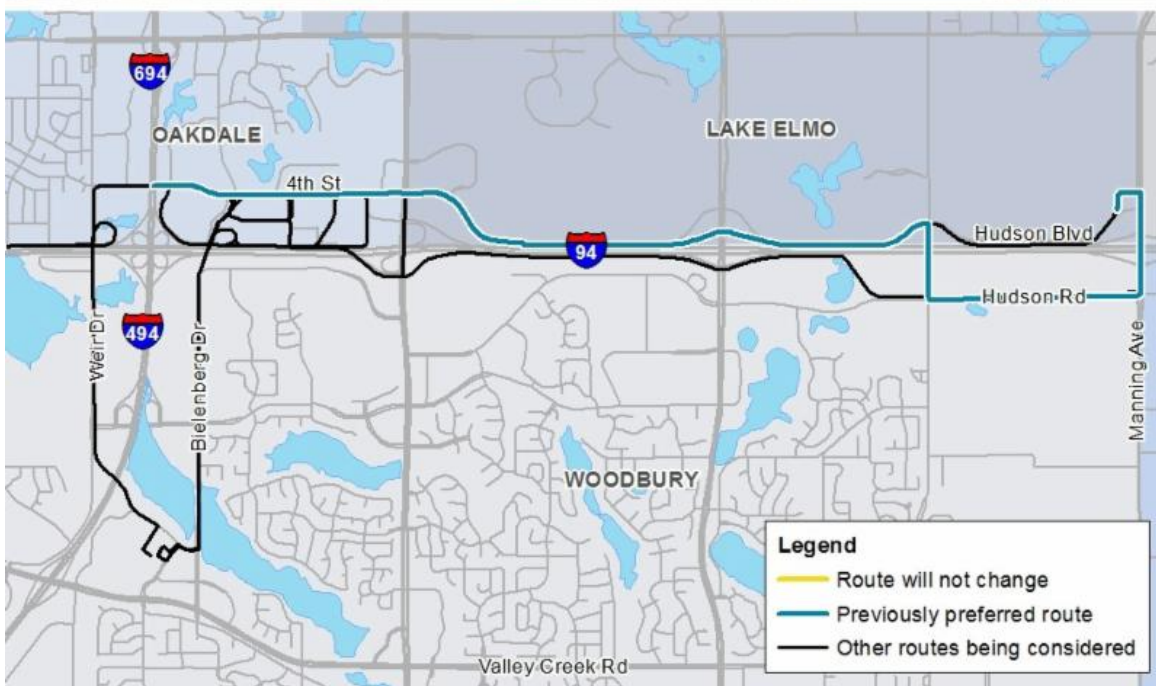 694
OAKDALE
LAKE ELMO
4th St
Hudson Blvd
94
Hudson Rd
494
Weir Dr
Bielenberg Dr
Manning Ave
WOODBURY
Valley Creek Rd
Legend
Route will not change
Previously preferred route
Other routes being considered